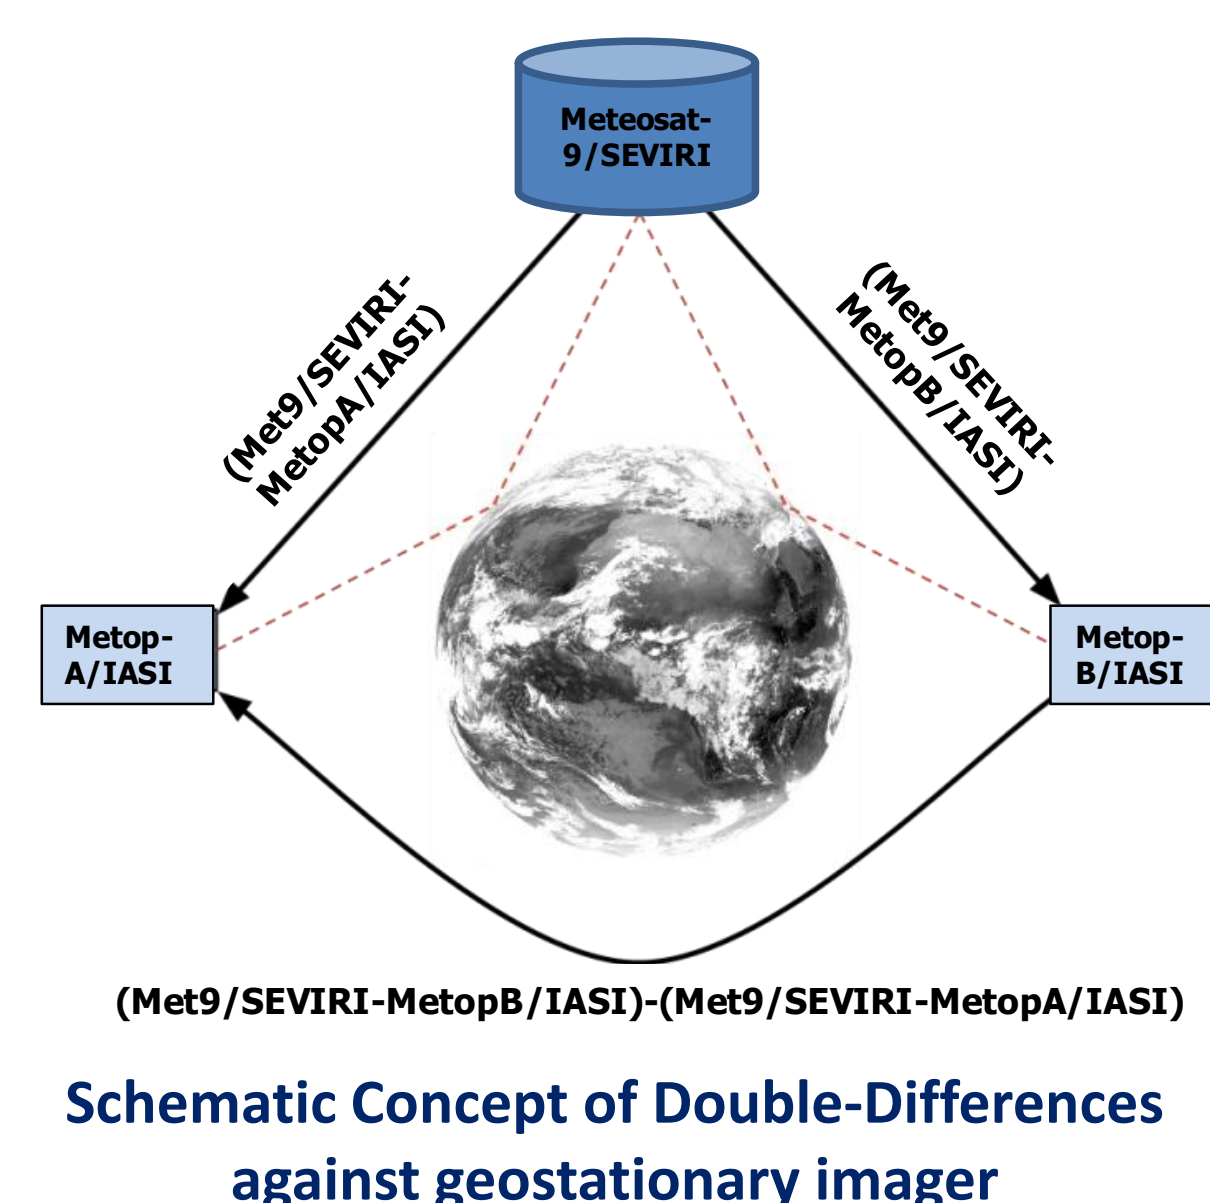 Meteosat-
9/SEVIRI
(Met9/SEVIRI-
MetopA/IASI)
(Met9/SEVIRI-
MetopB/IASI)
Metop-
A/IASI
Metop-
B/IASI
(Met9/SEVIRI-MetopB/IASI)-(Met9/SEVIRI-MetopA/IASI)
Schematic Concept of Double-Differences
against geostationary imager